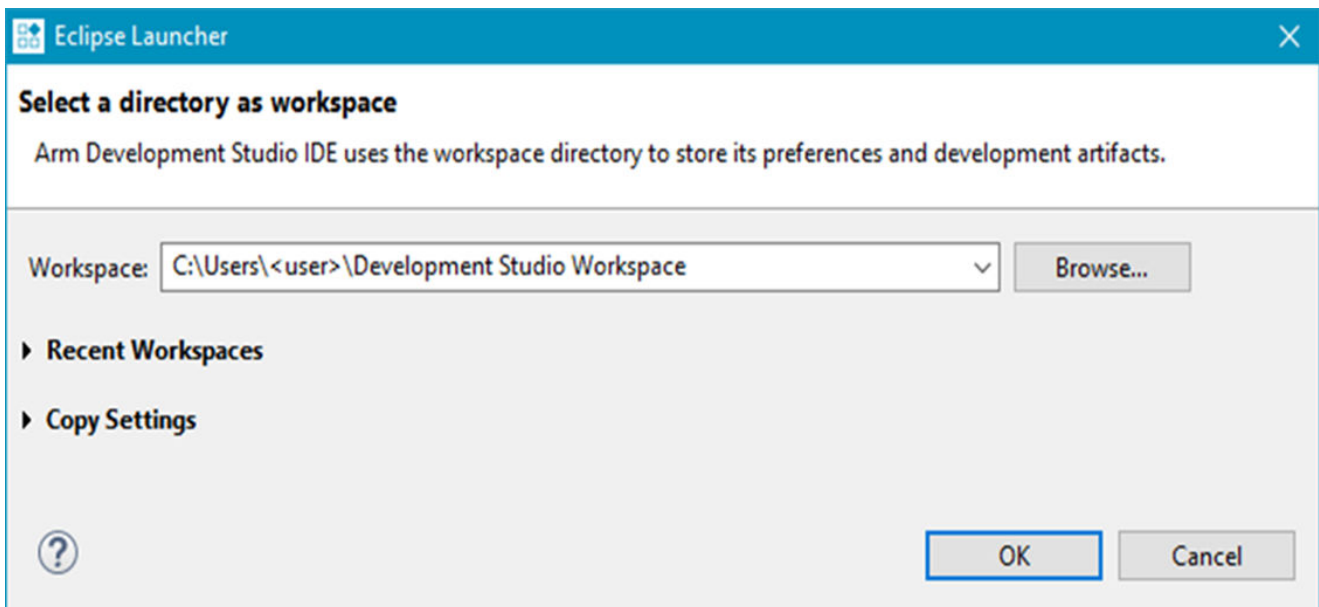 Eclipse Launcher
Select a directory as workspace
Arm Development Studio IDE uses the workspace directory to store its preferences and development artifacts.
Workspace: C:\Users\<user>\Development Studio Workspace Browse...
Recent Workspaces
Copy Settings
? OK Cancel